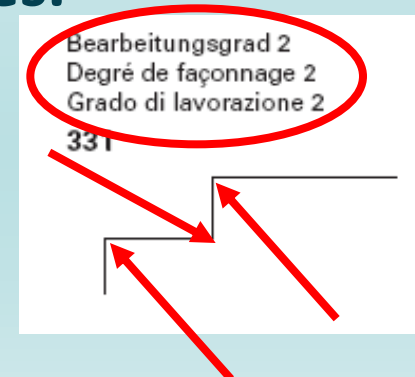 Bearbeitungsgrad 2
Degré de façonnage 2
Grado di lavorazione 2
331